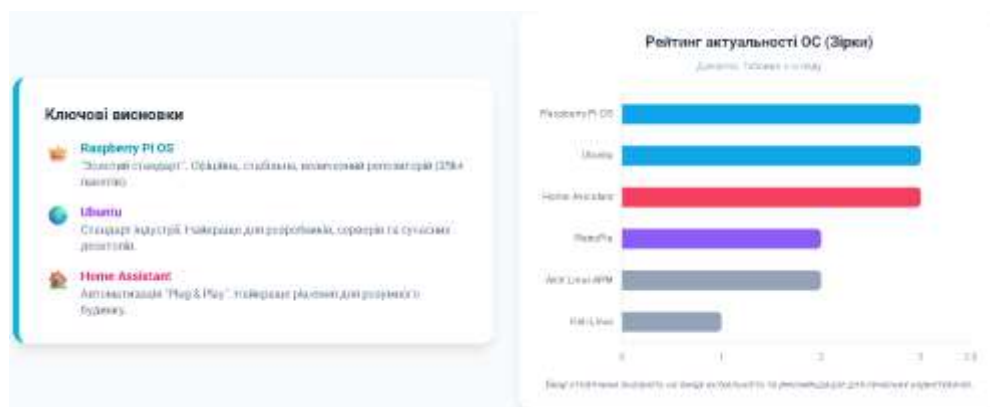 Ключові висновки
Raspberry Pi OS
"Золотий стандарт". Офіційна, стабільна, величезний репозиторій (35k+
пакетів).
Ubuntu
Стандарт індустрії. Найкраще для розробників, серверів та сучасних
десктопів.
Home Assistant
Автоматизація "Plug & Play". Найкраще рішення для розумного
будинку.
Рейтинг актуальності ОС (Зірки)
Raspberry Pi OS
Ubuntu
Home Assistant
RetroPie
Arch Linux ARM
Kali Linux
0
1
2
3
3.5